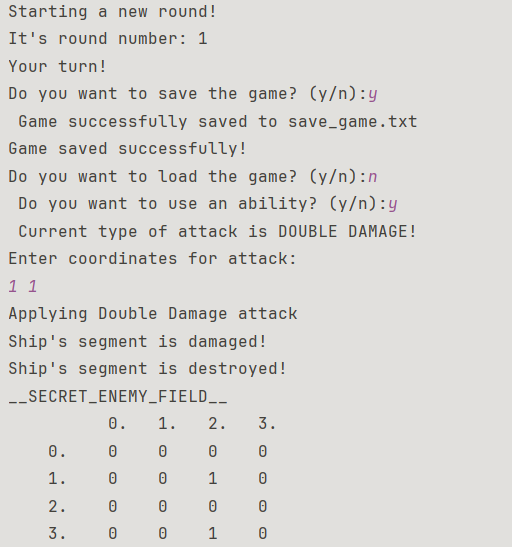 Starting a new round!
It's round number: 1
Your turn!
Do you want to save the game? (y/n):y
Game successfully saved to save_game.txt
Game saved successfully!
Do you want to load the game? (y/n):n
Do you want to use an ability? (y/n):y
Current type of attack is DOUBLE DAMAGE!
Enter coordinates for attack:
1 1
Applying Double Damage attack
Ship's segment is damaged!
Ship's segment is destroyed!
__SECRET_ENEMY_FIELD__
0. 1. 2. 3.
0. 0 0 0 0
1. 0 0 1 0
2. 0 0 0 0
3. 0 0 1 0